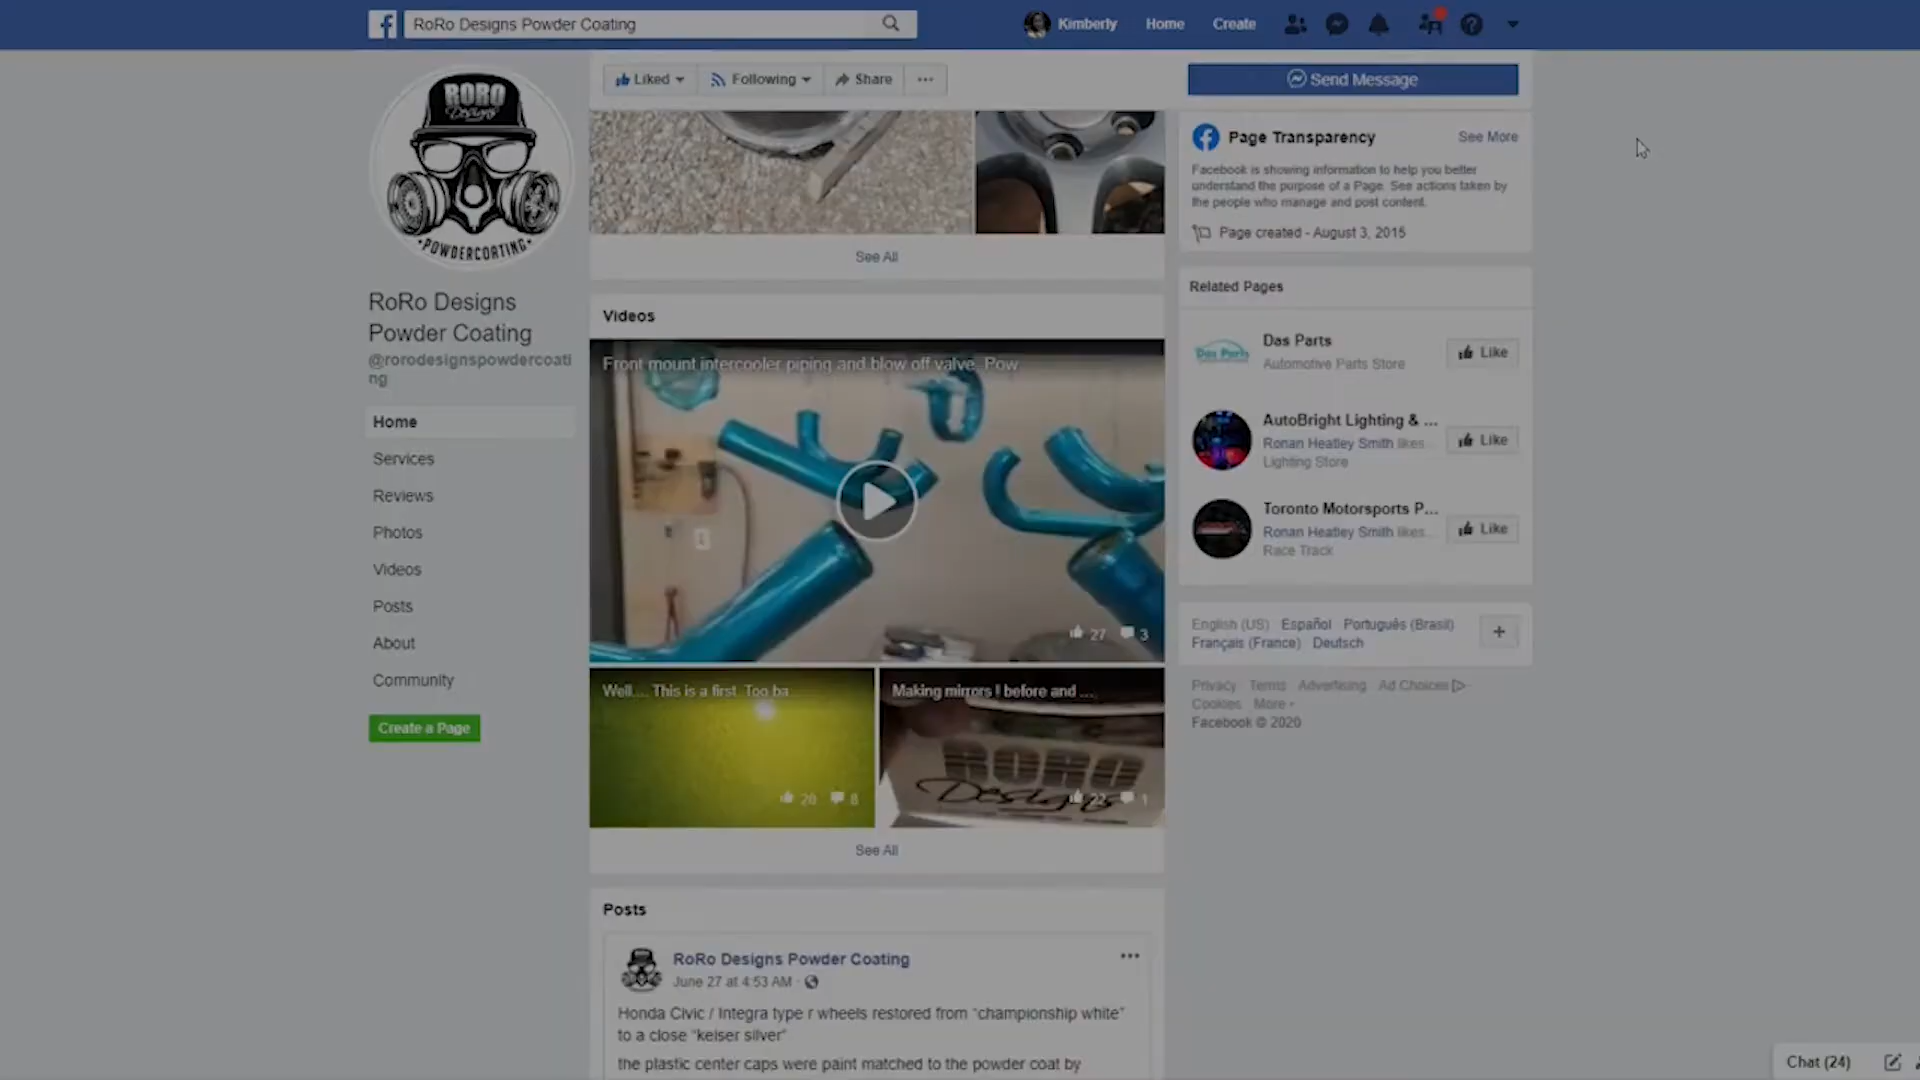 RoRo Designs Powder Coating
Kimberly
Home
Create
RORO
Designs
POWDERCOATING
RoRo Designs
Powder Coating
@rorodesignspowdercoati
ng
Home
Services
Reviews
Photos
Videos
Posts
About
Community
Create a Page
Liked
Following
Share
Send Message
See All
Videos
Front mount intercooler piping and blow off valve. Pow
27 3
Well.... This is a first. Too ba...
20 8
Making mirrors ! before and ....
RORO
Designs
22 1
See All
Posts
RoRo Designs Powder Coating
June 27 at 4:53 AM ·
Honda Civic / Integra type r wheels restored from “championship white”
to a close “keiser silver”
the plastic center caps were paint matched to the powder coat by
Page Transparency
See More
Facebook is showing information to help you better
understand the purpose of a Page. See actions taken by
the people who manage and post content.
Page created - August 3, 2015
Related Pages
Das Parts
Das Parts
Automotive Parts Store
Like
AutoBright Lighting & ...
Ronan Heatley Smith likes...
Lighting Store
Like
Toronto Motorsports P...
Ronan Heatley Smith likes...
Race Track
Like
English (US) Español Português (Brasil)
Français (France) Deutsch
Privacy Terms Advertising Ad Choices
Cookies More
Facebook © 2020
Chat (24)